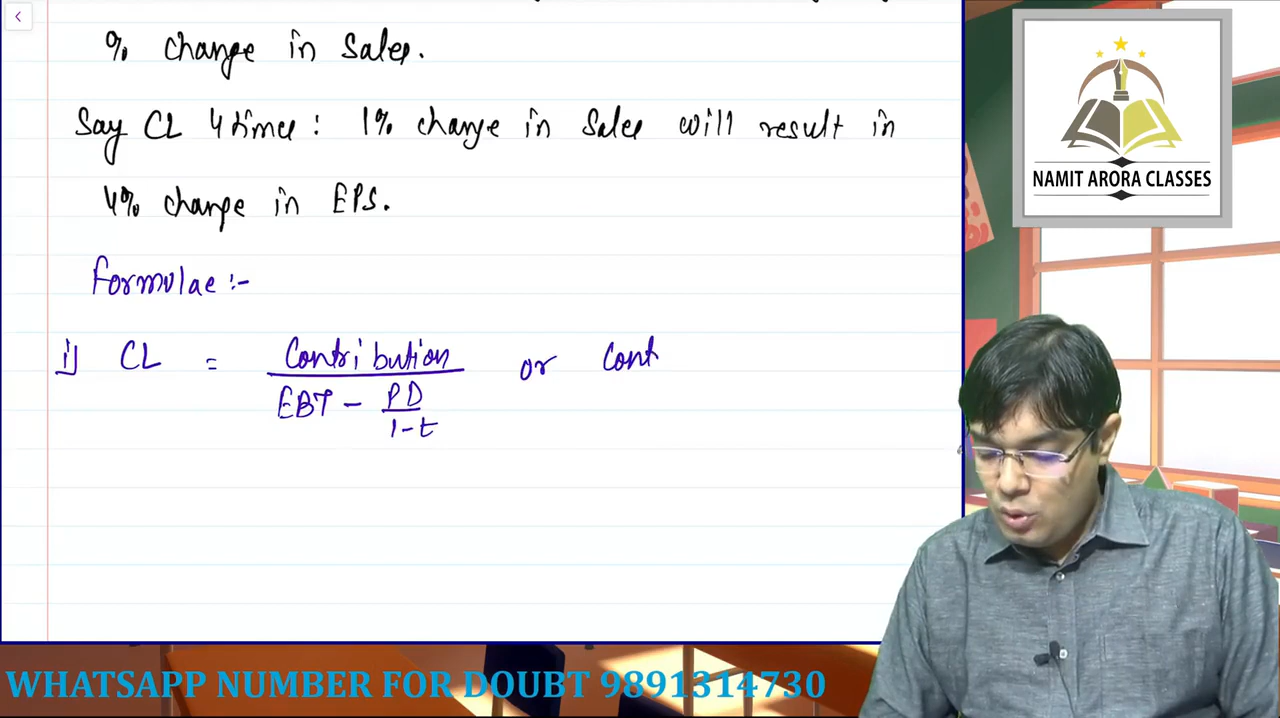 % change in Sales.
Say CL 4 times : 1% change in Sales will result in
4% change in EPS.
Formulae :-
i) CL = Contribution / EBT - PD / 1-t or Cont
NAMIT ARORA CLASSES
WHATSAPP NUMBER FOR DOUBT 9891314730